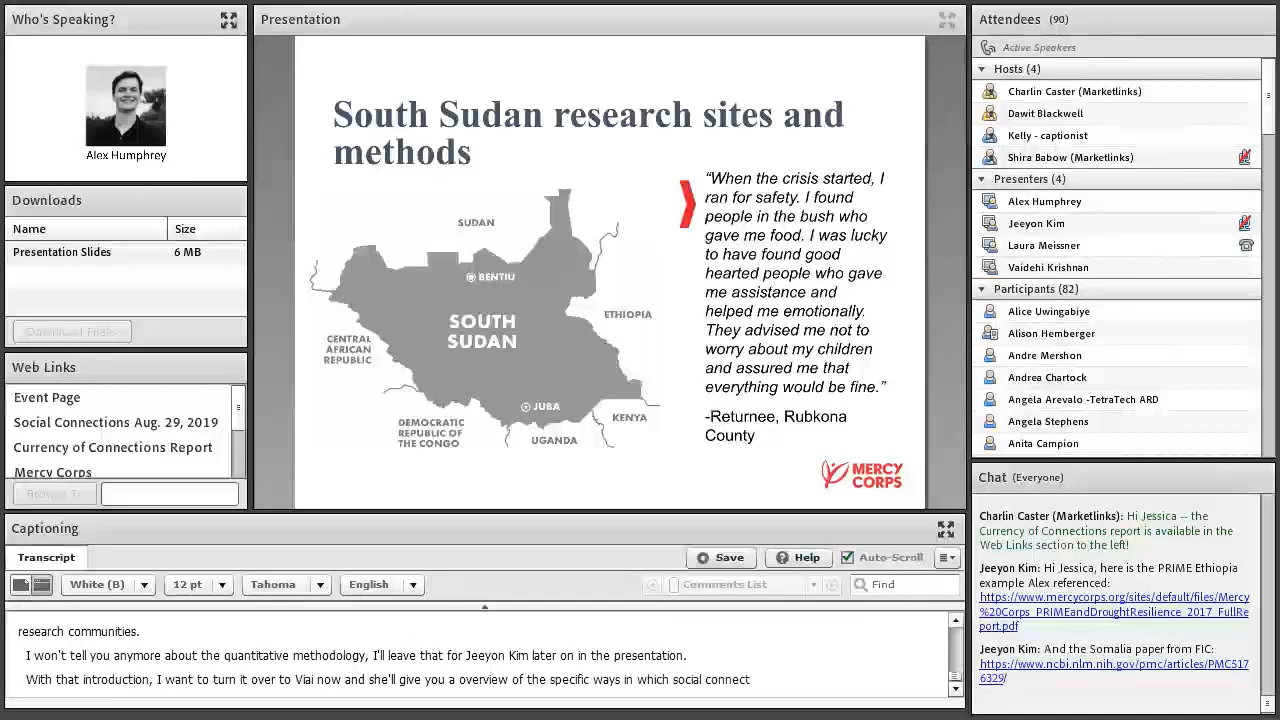 Who's Speaking?
Alex Humphrey
Downloads
Name Size
Presentation Slides 6 MB
Download File(s)
Web Links
Event Page
Social Connections Aug. 29, 2019
Currency of Connections Report
Mercy Corps
Browse To
Presentation
South Sudan research sites and
methods
SUDAN
BENTIU
SOUTH
SUDAN
ETHIOPIA
CENTRAL
AFRICAN
REPUBLIC
JUBA
KENYA
DEMOCRATIC
REPUBLIC OF
THE CONGO
UGANDA
“When the crisis started, I
ran for safety. I found
people in the bush who
gave me food. I was lucky
to have found good
hearted people who gave
me assistance and
helped me emotionally.
They advised me not to
worry about my children
and assured me that
everything would be fine.”
-Returnee, Rubkona
County
MERCY
CORPS
Captioning
Transcript
Save Help Auto-Scroll
White (B) 12 pt Tahoma English Comments List Find
research communities.
I won't tell you anymore about the quantitative methodology, I'll leave that for Jeeyon Kim later on in the presentation.
With that introduction, I want to turn it over to Viai now and she'll give you a overview of the specific ways in which social connect
Attendees (90)
Active Speakers
Hosts (4)
Charlin Caster (Marketlinks)
Dawit Blackwell
Kelly - captionist
Shira Babow (Marketlinks)
Presenters (4)
Alex Humphrey
Jeeyon Kim
Laura Meissner
Vaidehi Krishnan
Participants (82)
Alice Uwingabiye
Alison Hemberger
Andre Mershon
Andrea Chartock
Angela Arevalo -TetraTech ARD
Angela Stephens
Anita Campion
Chat (Everyone)
Charlin Caster (Marketlinks): Hi Jessica -- the
Currency of Connections report is available in the
Web Links section to the left!
Jeeyon Kim: Hi Jessica, here is the PRIME Ethiopia
example Alex referenced:
https://www.mercycorps.org/sites/default/files/Mercy
%20Corps_PRIMEandDroughtResilience_2017_FullRe
port.pdf
Jeeyon Kim: And the Somalia paper from FIC:
https://www.ncbi.nlm.nih.gov/pmc/articles/PMC517
6329/